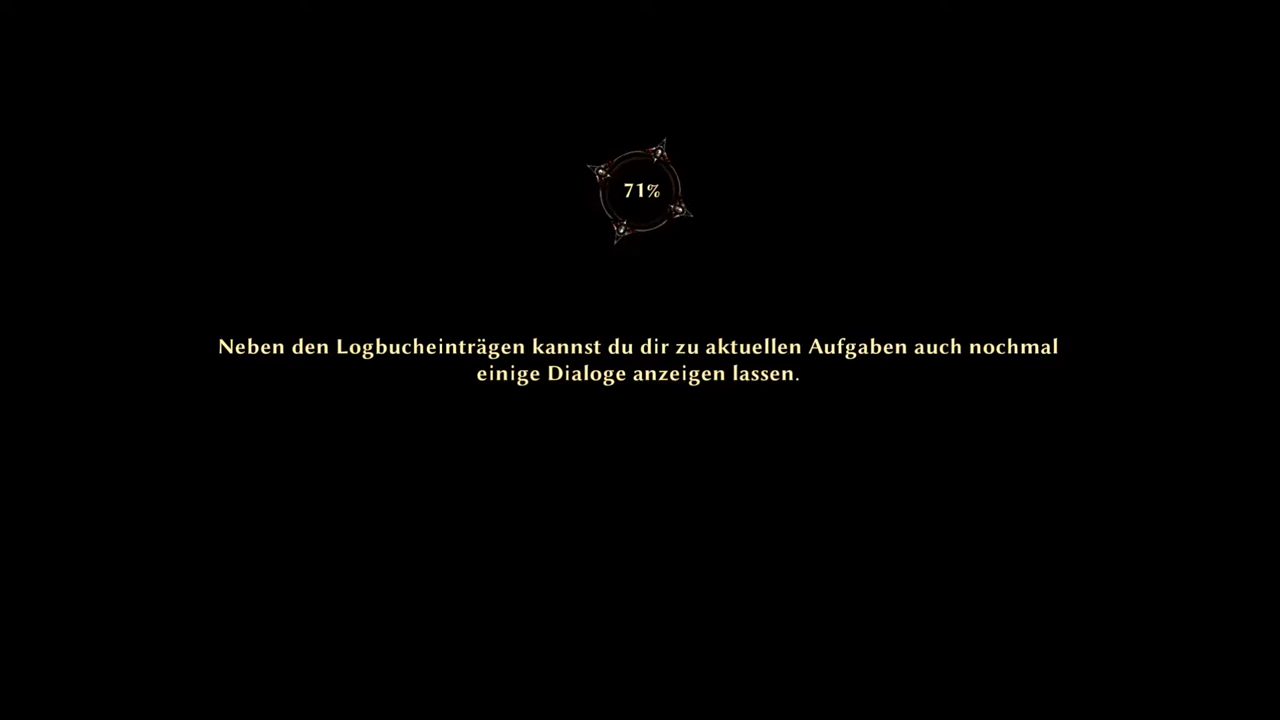 71%
Neben den Logbucheinträgen kannst du dir zu aktuellen Aufgaben auch nochmal
einige Dialoge anzeigen lassen.